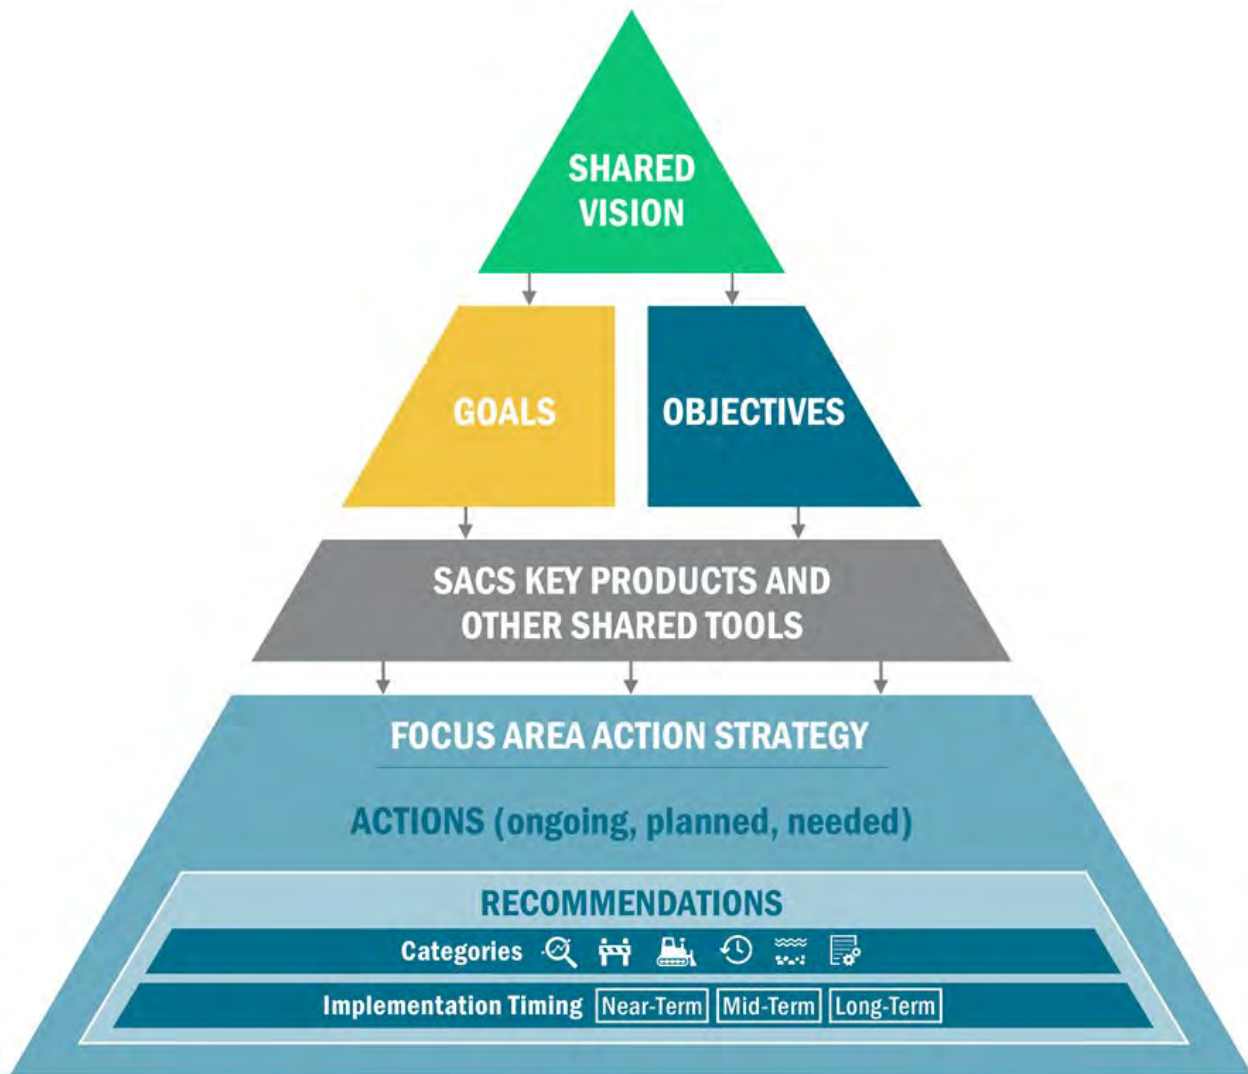 SHARED
VISION
GOALS
OBJECTIVES
SACS KEY PRODUCTS AND
OTHER SHARED TOOLS
FOCUS AREA ACTION STRATEGY
ACTIONS (ongoing, planned, needed)
RECOMMENDATIONS
Categories
Implementation Timing Near-Term Mid-Term Long-Term